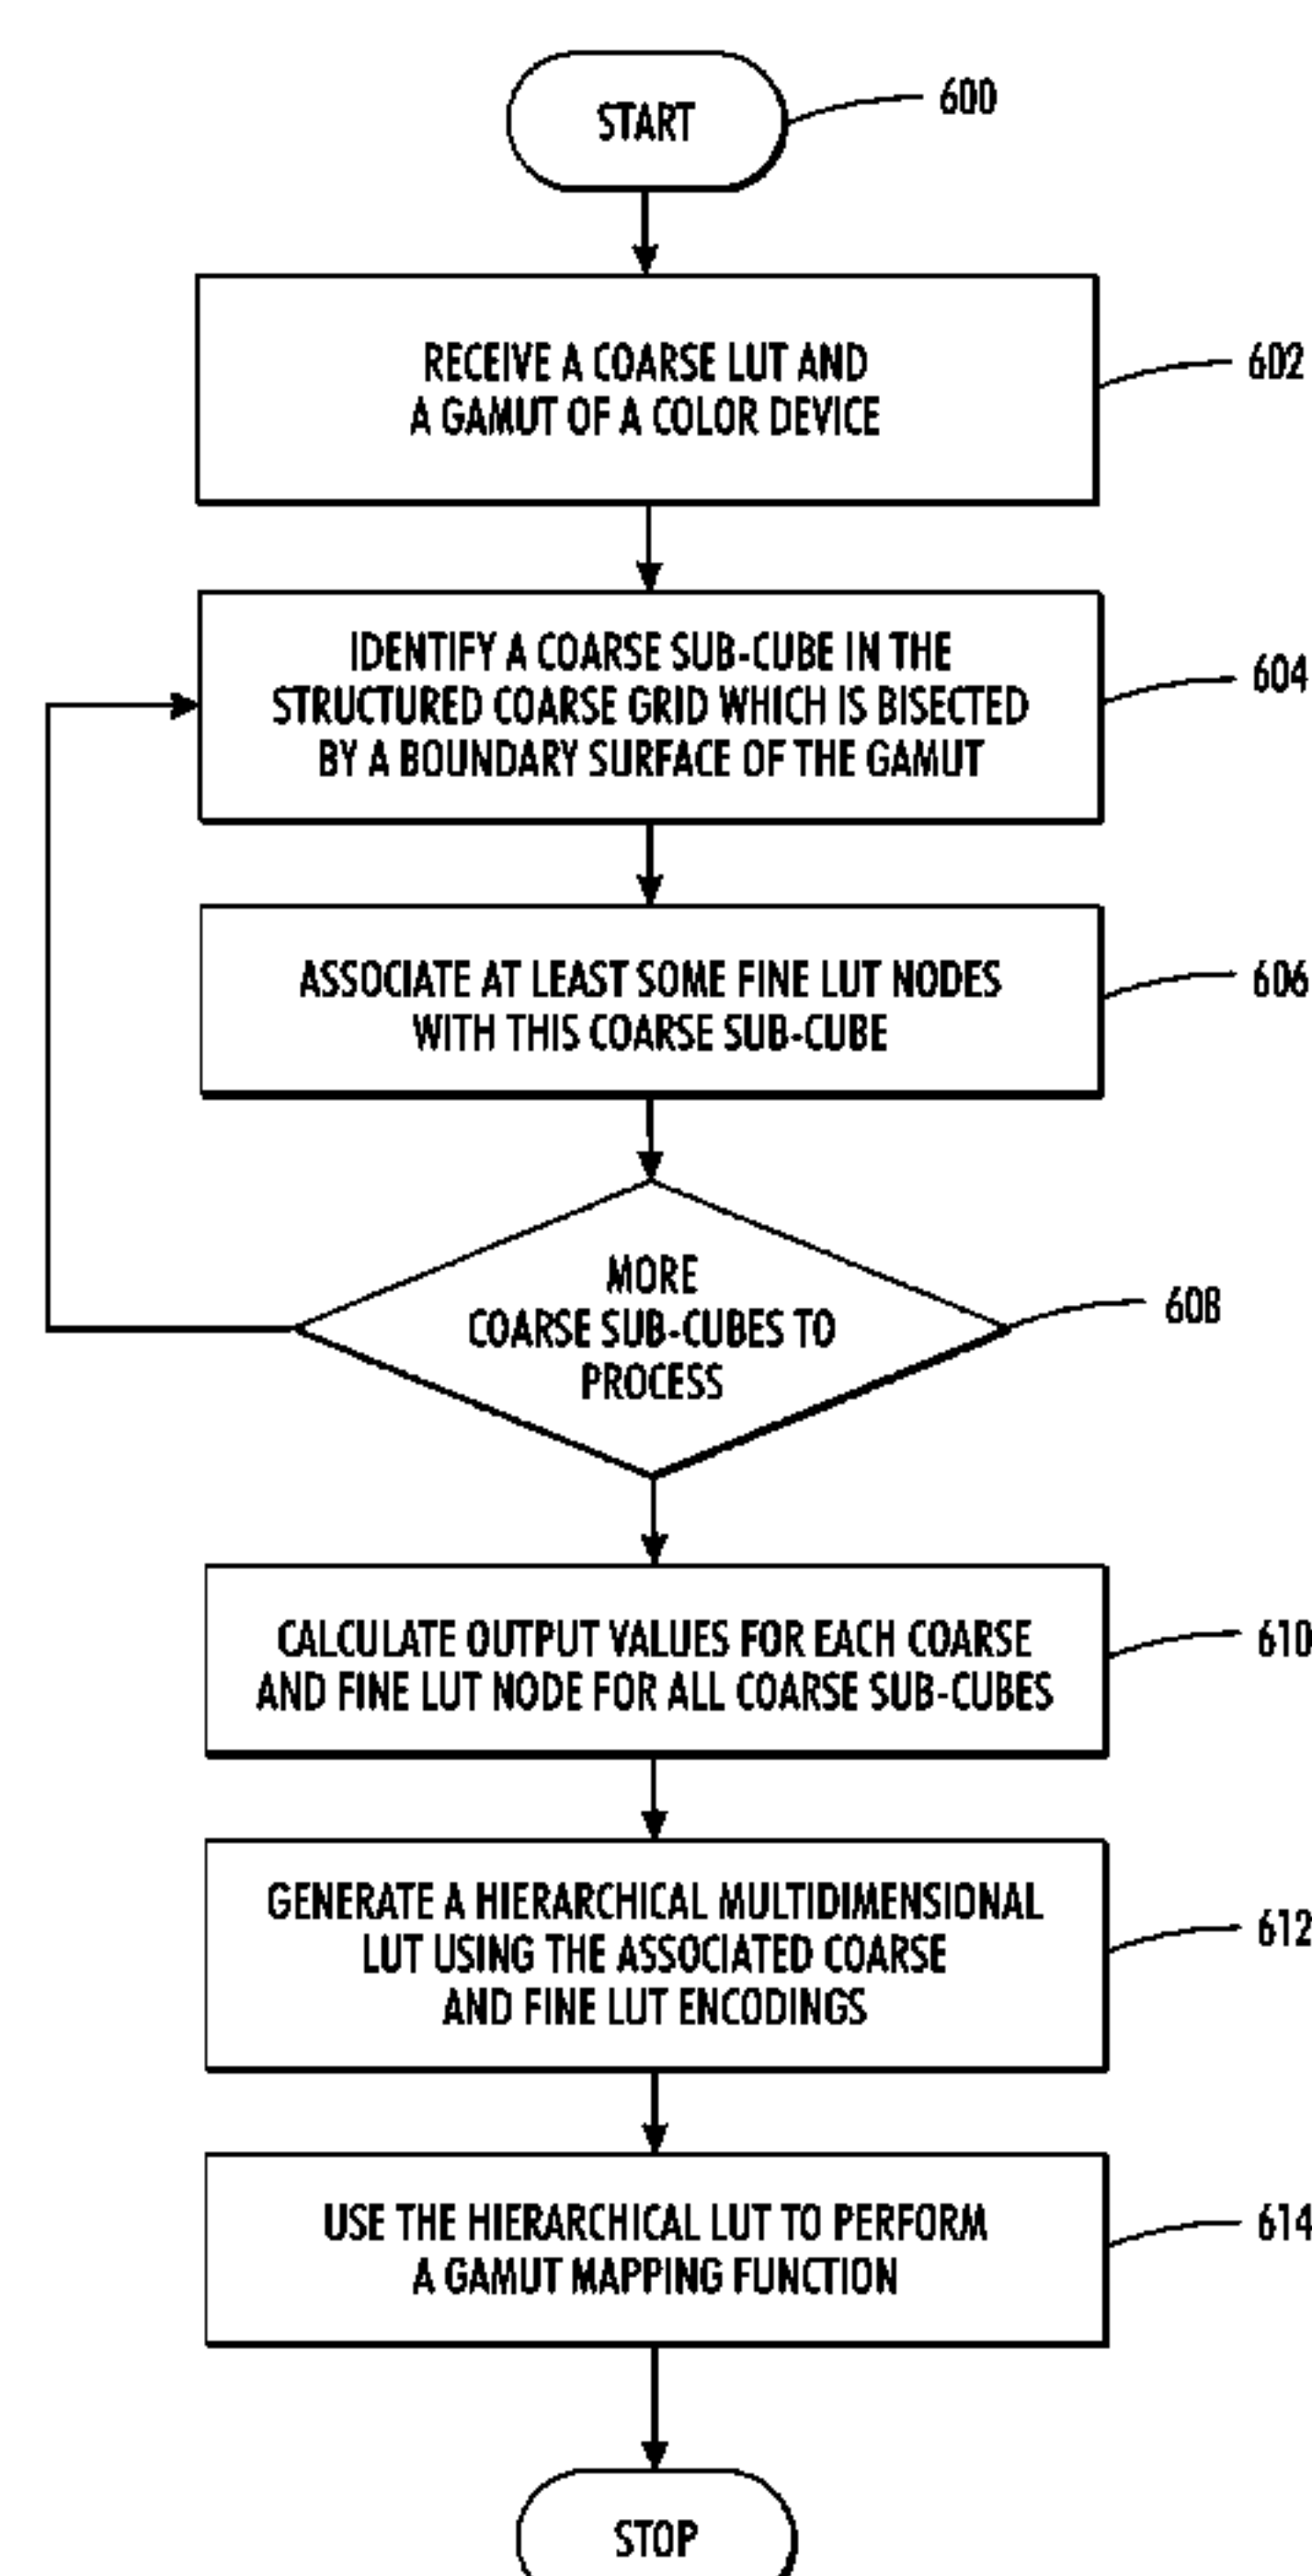 START
600
RECEIVE A COARSE LUT AND
A GAMUT OF A COLOR DEVICE
602
IDENTIFY A COARSE SUB-CUBE IN THE
STRUCTURED COARSE GRID WHICH IS BISECTED
BY A BOUNDARY SURFACE OF THE GAMUT
604
ASSOCIATE AT LEAST SOME FINE LUT NODES
WITH THIS COARSE SUB-CUBE
606
MORE
COARSE SUB-CUBES TO
PROCESS
608
CALCULATE OUTPUT VALUES FOR EACH COARSE
AND FINE LUT NODE FOR ALL COARSE SUB-CUBES
610
GENERATE A HIERARCHICAL MULTIDIMENSIONAL
LUT USING THE ASSOCIATED COARSE
AND FINE LUT ENCODINGS
612
USE THE HIERARCHICAL LUT TO PERFORM
A GAMUT MAPPING FUNCTION
614
STOP